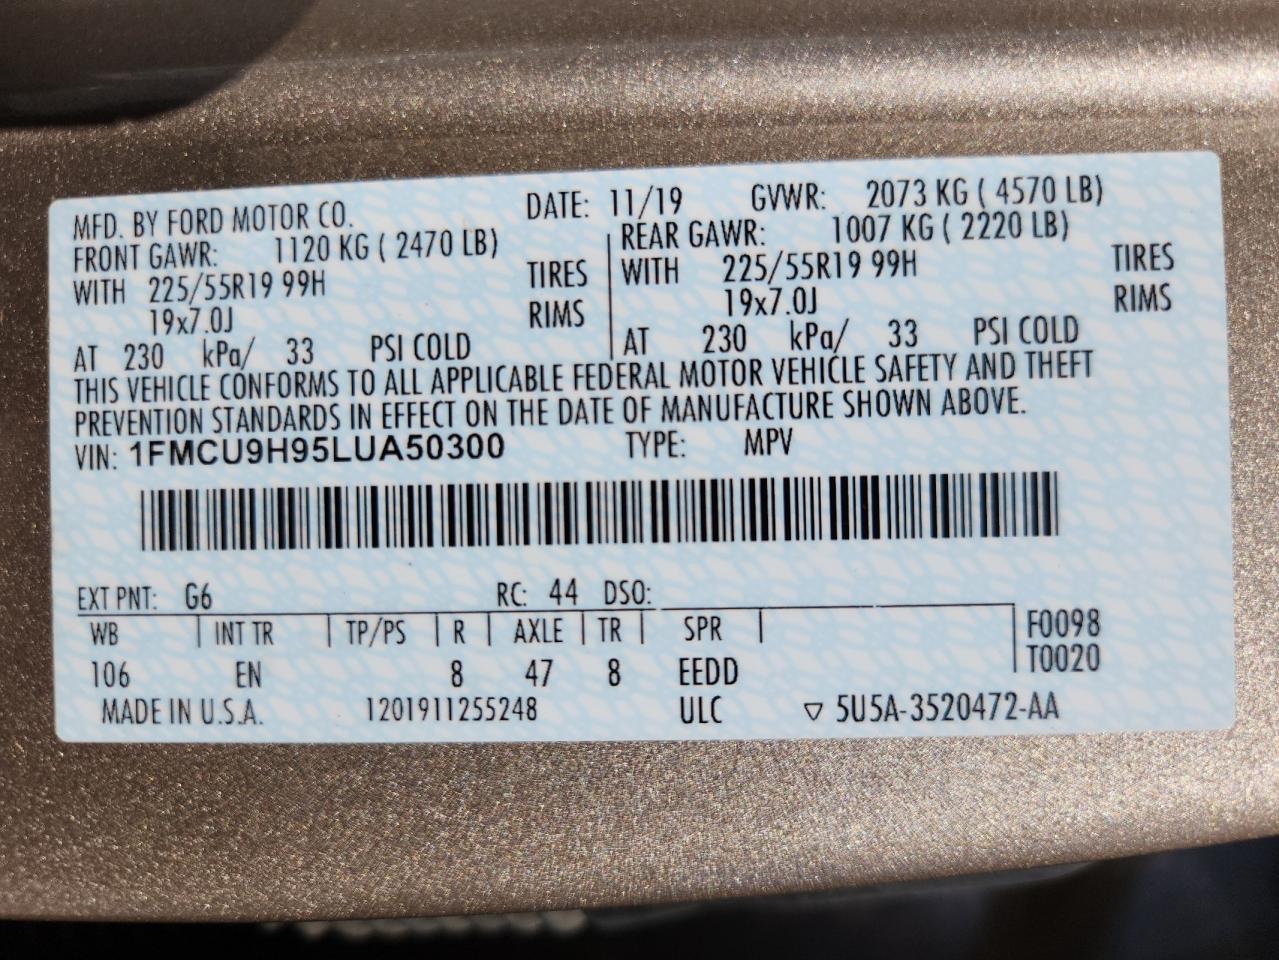 MFD. BY FORD MOTOR CO. DATE: 11/19 GVWR: 2073 KG ( 4570 LB)
FRONT GAWR: 1120 KG ( 2470 LB) REAR GAWR: 1007 KG ( 2220 LB)
WITH 225/55R19 99H TIRES WITH 225/55R19 99H TIRES
19x7.0J RIMS 19x7.0J RIMS
AT 230 kPa/ 33 PSI COLD AT 230 kPa/ 33 PSI COLD
THIS VEHICLE CONFORMS TO ALL APPLICABLE FEDERAL MOTOR VEHICLE SAFETY AND THEFT
PREVENTION STANDARDS IN EFFECT ON THE DATE OF MANUFACTURE SHOWN ABOVE.
VIN: 1FMCU9H95LUA50300 TYPE: MPV
EXT PNT: G6 RC: 44 DSO:
WB INT TR TP/PS R AXLE TR SPR F0098
106 EN 8 47 8 EEDD T0020
MADE IN U.S.A. 1201911255248 ULC ▽ 5U5A-3520472-AA